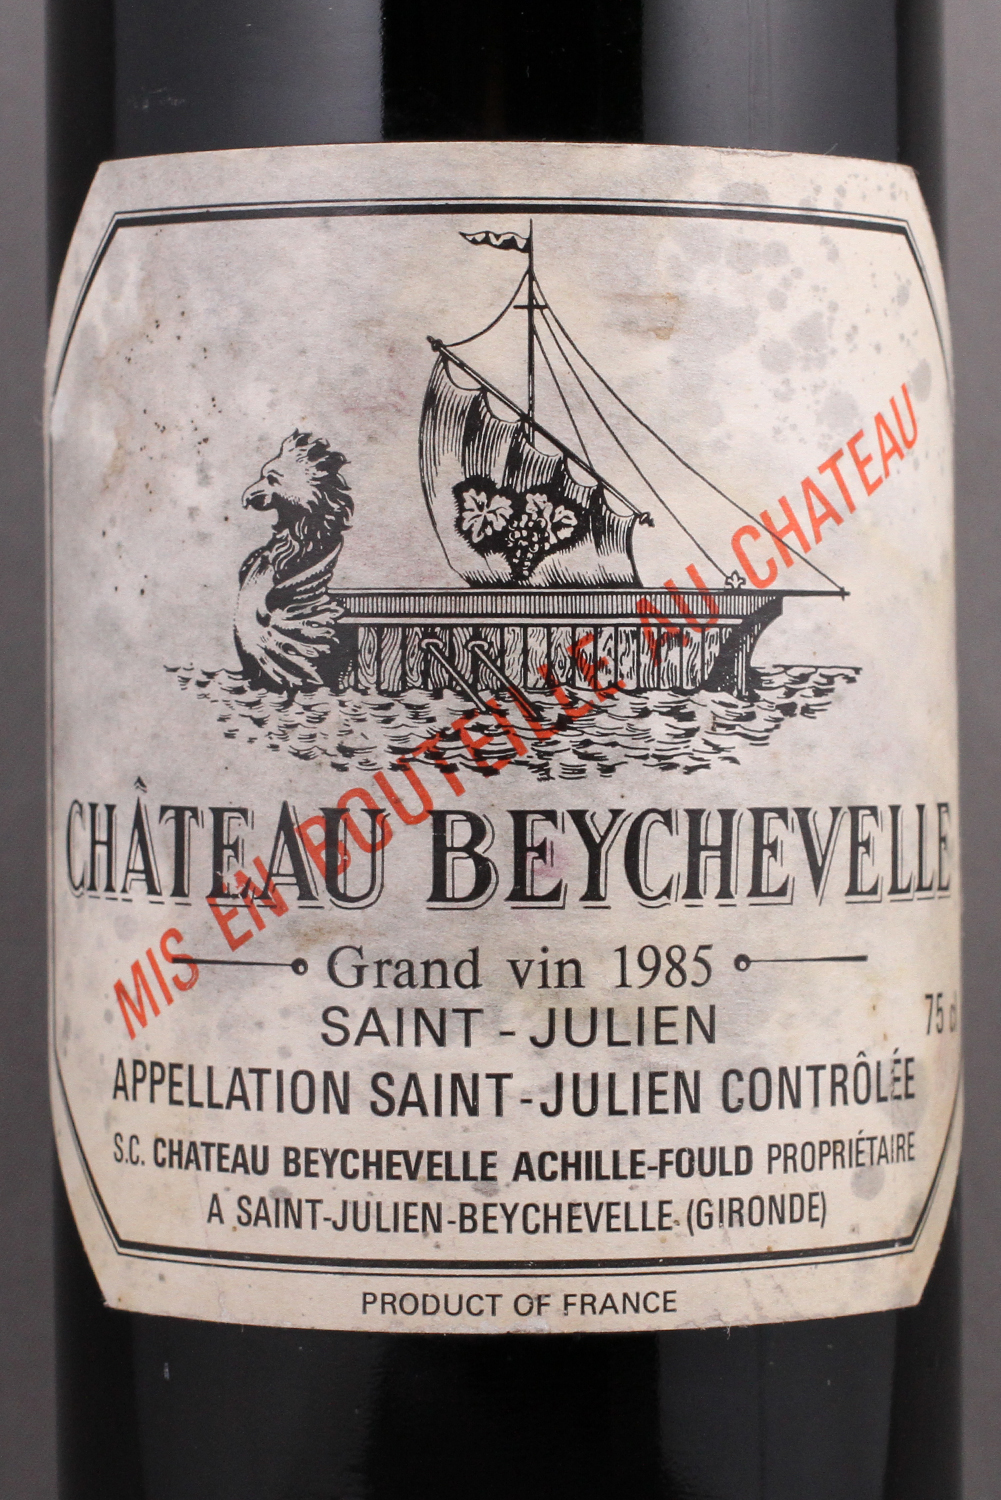 MIS EN BOUTEILLE AU CHATEAU
CHÂTEAU BEYCHEVELLE
Grand vin 1985
SAINT - JULIEN
75 cl
APPELLATION SAINT - JULIEN CONTRÔLÉE
S.C. CHATEAU BEYCHEVELLE ACHILLE-FOULD PROPRIÉTAIRE
A SAINT-JULIEN-BEYCHEVELLE (GIRONDE)
PRODUCT OF FRANCE